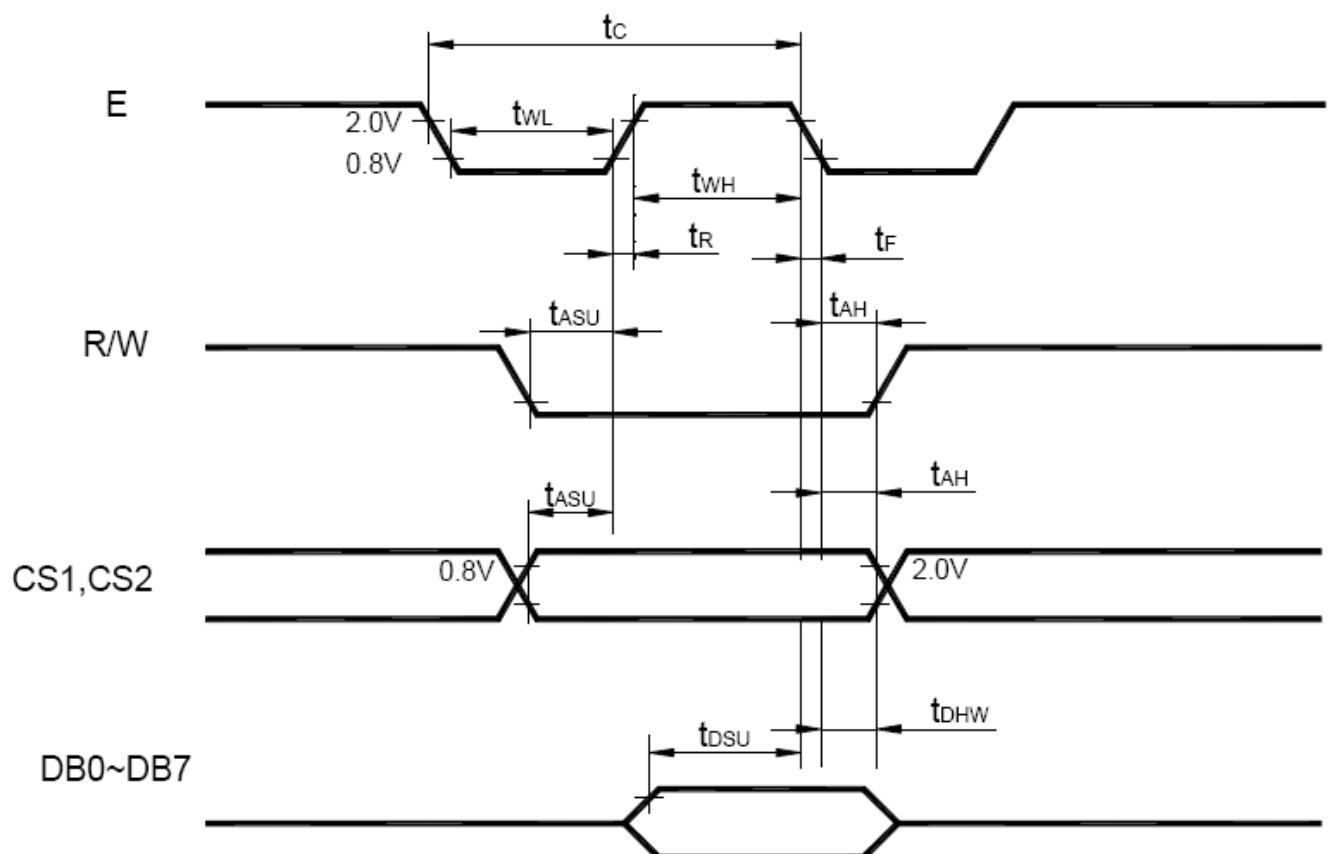 tC
E
2.0V
tWL
0.8V
tWH
tR
tF
tASU
tAH
R/W
tASU
tAH
CS1,CS2
0.8V
2.0V
tDSU
tDHW
DB0~DB7